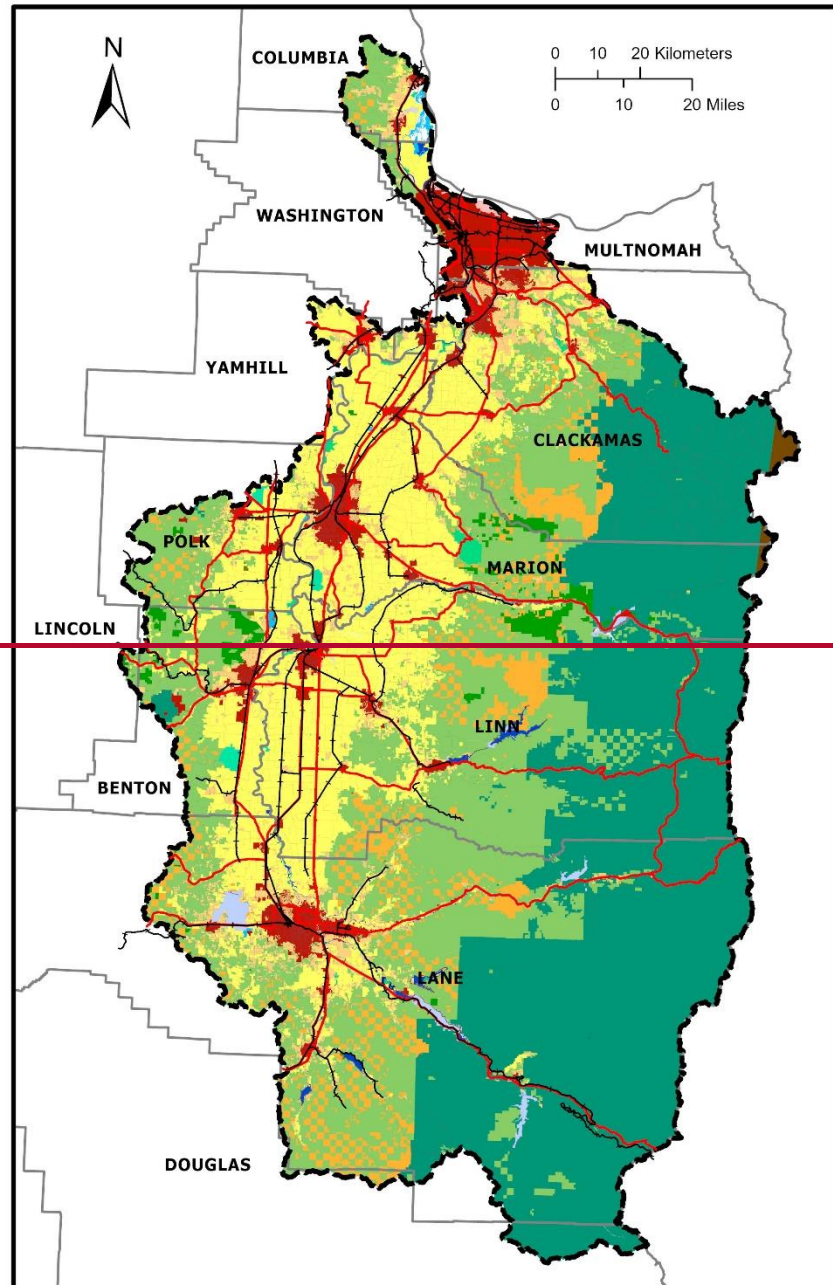 N
COLUMBIA
0 10 20 Kilometers
0 10 20 Miles
WASHINGTON
MULTNOMAH
YAMHILL
CLACKAMAS
POLK
MARION
LINCOLN
LINN
BENTON
LANE
DOUGLAS